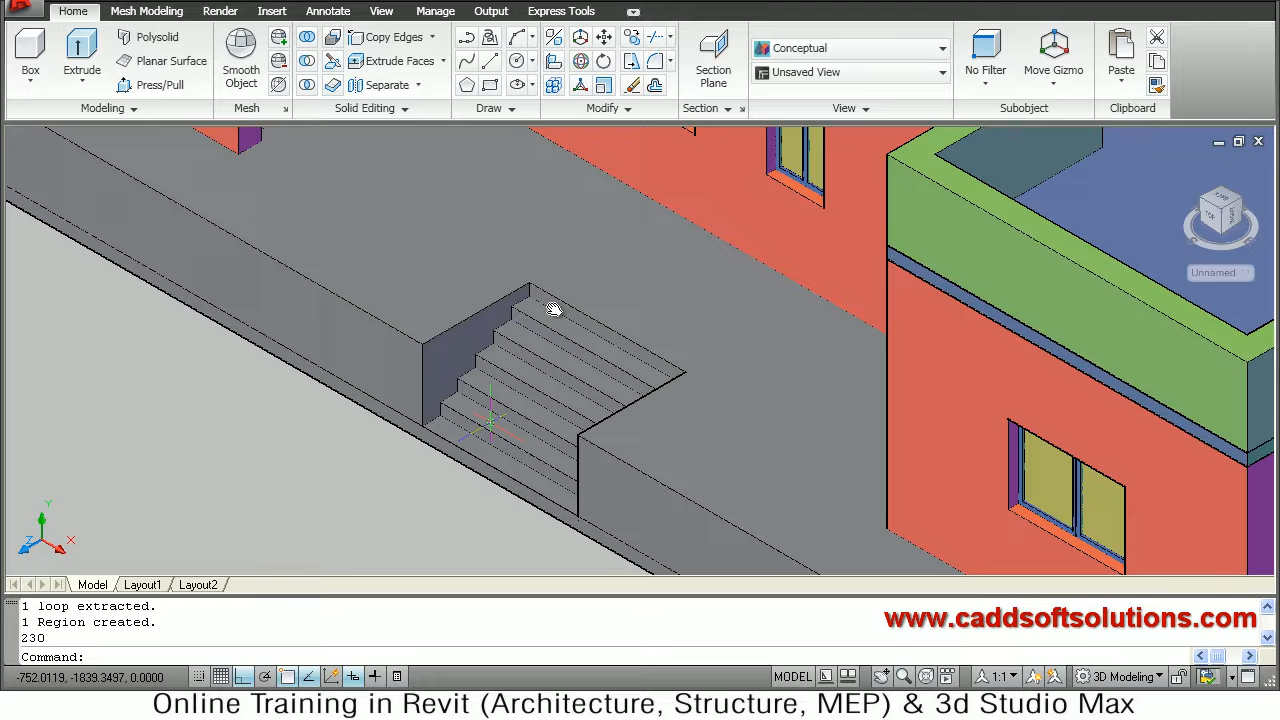 Home Mesh Modeling Render Insert Annotate View Manage Output Express Tools
Box
Extrude
Polysolid
Planar Surface
Press/Pull
Modeling
Smooth
Object
Mesh
Copy Edges
Extrude Faces
Separate
Solid Editing
Draw
Modify
Section
Plane
Section
Conceptual
Unsaved View
View
No Filter
Move Gizmo
Subobject
Paste
Clipboard
Unnamed
Y
X
Z
Model Layout1 Layout2
1 loop extracted.
1 Region created.
230
Command:
www.caddsoftsolutions.com
-752.0119, -1839.3497, 0.0000
MODEL
1:1
3D Modeling
Online Training in Revit (Architecture, Structure, MEP) & 3d Studio Max